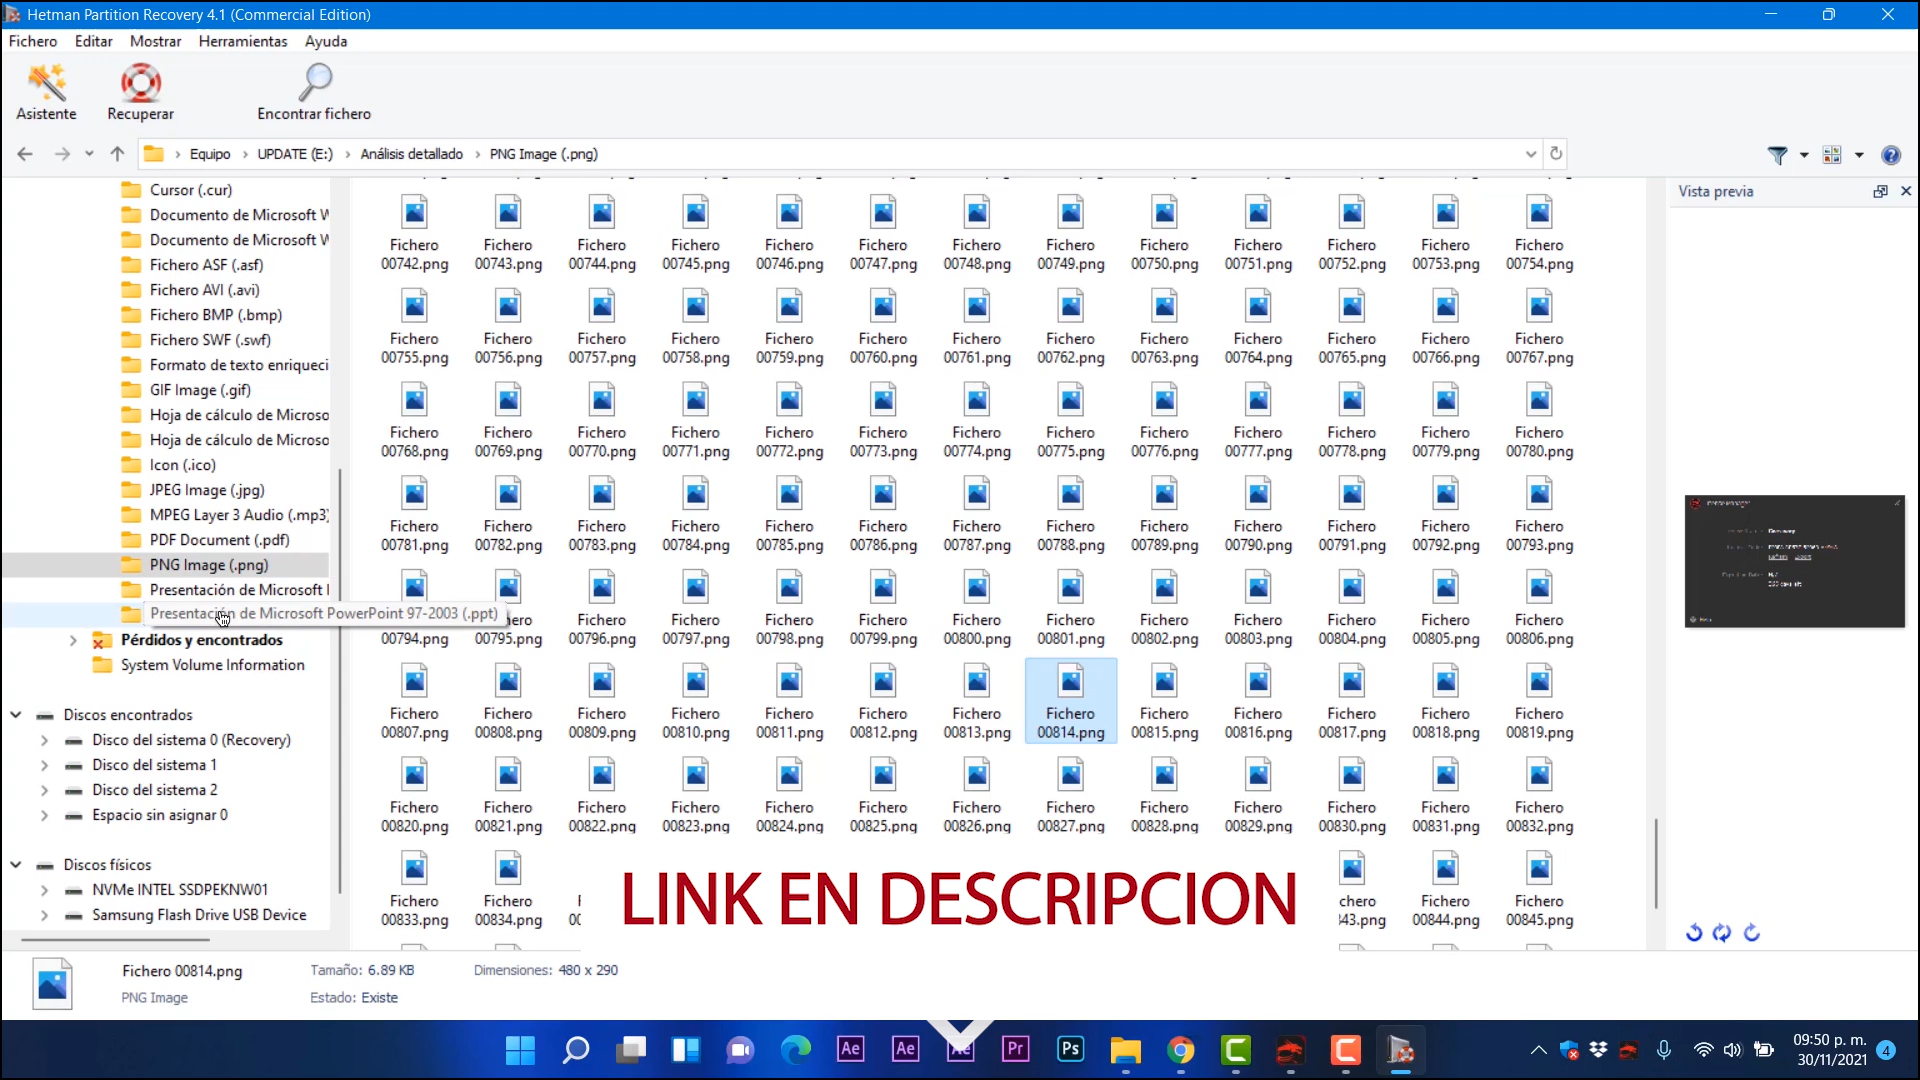 Hetman Partition Recovery 4.1 (Commercial Edition)
Fichero Editar Mostrar Herramientas Ayuda
Asistente Recuperar Encontrar fichero
Equipo UPDATE (E:) Análisis detallado PNG Image (.png)
Cursor (.cur)
Documento de Microsoft W
Documento de Microsoft W
Fichero ASF (.asf)
Fichero AVI (.avi)
Fichero BMP (.bmp)
Fichero SWF (.swf)
Formato de texto enriqueci
GIF Image (.gif)
Hoja de cálculo de Microso
Hoja de cálculo de Microso
Icon (.ico)
JPEG Image (.jpg)
MPEG Layer 3 Audio (.mp3)
PDF Document (.pdf)
PNG Image (.png)
Presentación de Microsoft
Presentación de Microsoft PowerPoint 97-2003 (.ppt)
Pérdidos y encontrados
System Volume Information
Discos encontrados
Disco del sistema 0 (Recovery)
Disco del sistema 1
Disco del sistema 2
Espacio sin asignar 0
Discos físicos
NVMe INTEL SSDPEKNW01
Samsung Flash Drive USB Device
Fichero Fichero Fichero Fichero Fichero Fichero Fichero Fichero Fichero Fichero Fichero Fichero Fichero
00742.png 00743.png 00744.png 00745.png 00746.png 00747.png 00748.png 00749.png 00750.png 00751.png 00752.png 00753.png 00754.png
Fichero Fichero Fichero Fichero Fichero Fichero Fichero Fichero Fichero Fichero Fichero Fichero Fichero
00755.png 00756.png 00757.png 00758.png 00759.png 00760.png 00761.png 00762.png 00763.png 00764.png 00765.png 00766.png 00767.png
Fichero Fichero Fichero Fichero Fichero Fichero Fichero Fichero Fichero Fichero Fichero Fichero Fichero
00768.png 00769.png 00770.png 00771.png 00772.png 00773.png 00774.png 00775.png 00776.png 00777.png 00778.png 00779.png 00780.png
Fichero Fichero Fichero Fichero Fichero Fichero Fichero Fichero Fichero Fichero Fichero Fichero Fichero
00781.png 00782.png 00783.png 00784.png 00785.png 00786.png 00787.png 00788.png 00789.png 00790.png 00791.png 00792.png 00793.png
hero Fichero Fichero Fichero Fichero Fichero Fichero Fichero Fichero Fichero Fichero Fichero
00794.png 00795.png 00796.png 00797.png 00798.png 00799.png 00800.png 00801.png 00802.png 00803.png 00804.png 00805.png 00806.png
Fichero Fichero Fichero Fichero Fichero Fichero Fichero Fichero Fichero Fichero Fichero Fichero Fichero
00807.png 00808.png 00809.png 00810.png 00811.png 00812.png 00813.png 00814.png 00815.png 00816.png 00817.png 00818.png 00819.png
Fichero Fichero Fichero Fichero Fichero Fichero Fichero Fichero Fichero Fichero Fichero Fichero Fichero
00820.png 00821.png 00822.png 00823.png 00824.png 00825.png 00826.png 00827.png 00828.png 00829.png 00830.png 00831.png 00832.png
Fichero Fichero F chero Fichero Fichero
00833.png 00834.png 00 343.png 00844.png 00845.png
LINK EN DESCRIPCION
Vista previa
Fichero 00814.png Tamaño: 6.89 KB Dimensiones: 480 x 290
PNG Image Estado: Existe
Ae Ae Ae Pr Ps
09:50 p. m.
30/11/2021
4